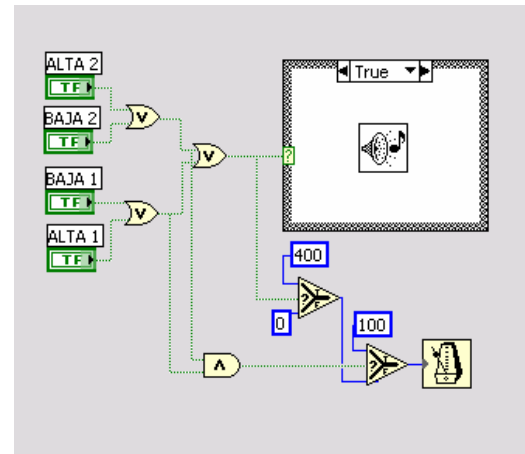 ALTA 2
TF
BAJA 2
TF
BAJA 1
TF
ALTA 1
TF
V
V
V
True
?
400
0
? T F
100
? T F
Λ